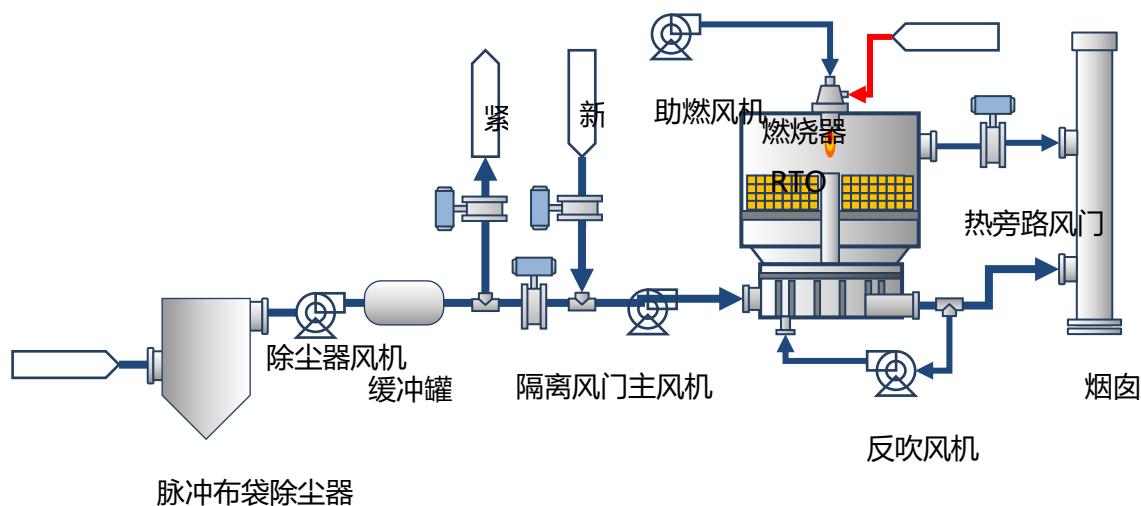 紧
新
助燃风机
燃烧器
RTO
热旁路风门
除尘器风机
缓冲罐
隔离风门
主风机
烟囱
反吹风机
脉冲布袋除尘器